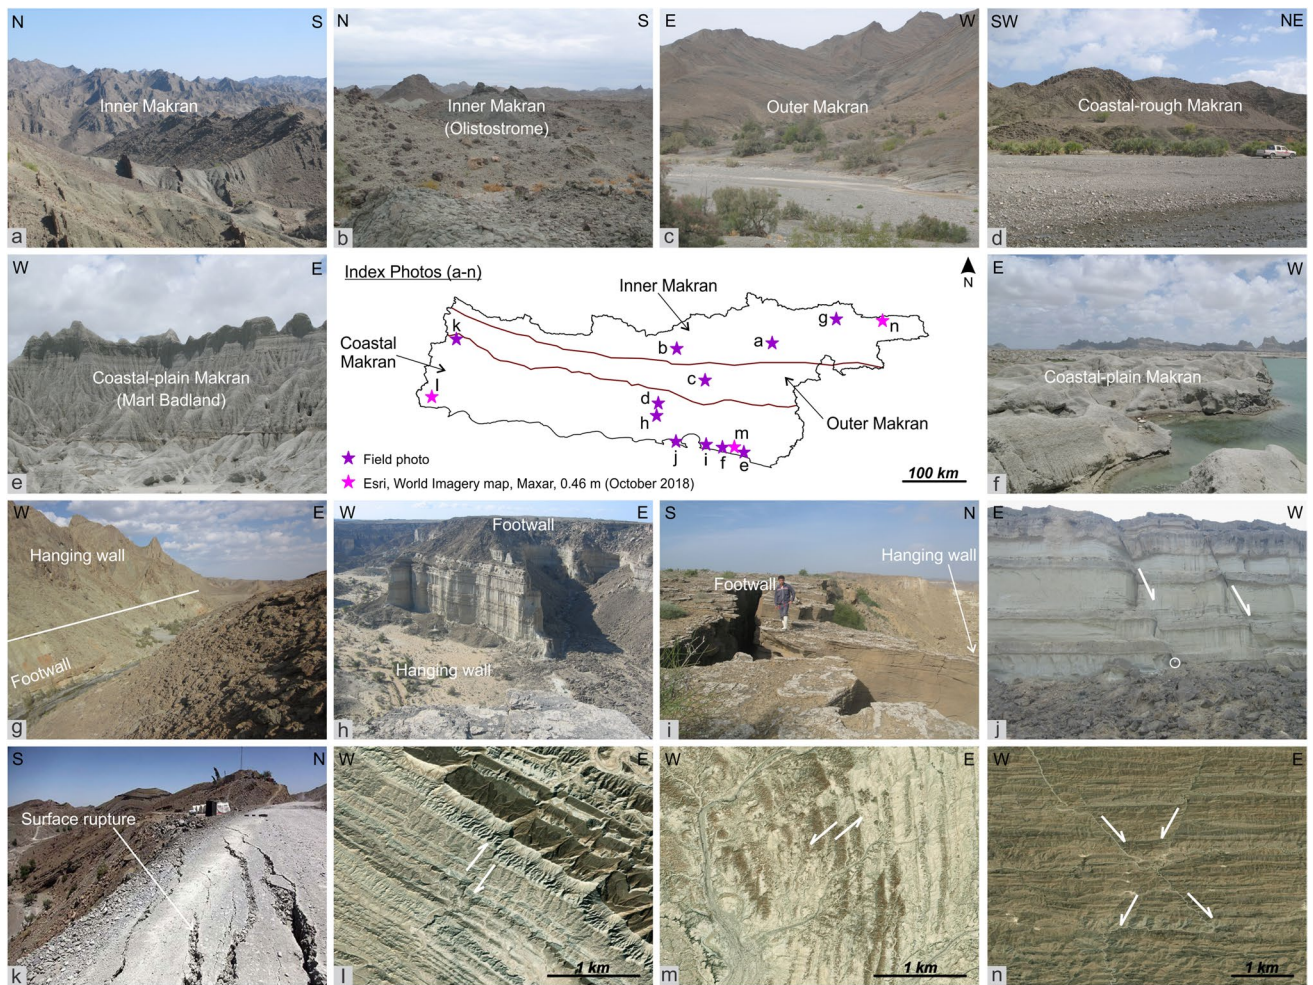 N S
Inner Makran
a
N S
Inner Makran
(Olistostrome)
b
E W
Outer Makran
c
SW NE
Coastal-rough Makran
d
W E
Coastal-plain Makran
(Marl Badland)
e
Index Photos (a-n)
N
Inner Makran
Coastal
Makran
Outer Makran
k
g
n
a
b
c
l
d
h
m
j
i
f
e
Field photo
Esri, World Imagery map, Maxar, 0.46 m (October 2018)
100 km
E W
Coastal-plain Makran
f
W E
Hanging wall
Footwall
g
W E
Footwall
Hanging wall
h
S N
Hanging wall
Footwall
i
E W
j
S N
Surface rupture
k
W E
1 km
l
W E
1 km
m
W E
1 km
n